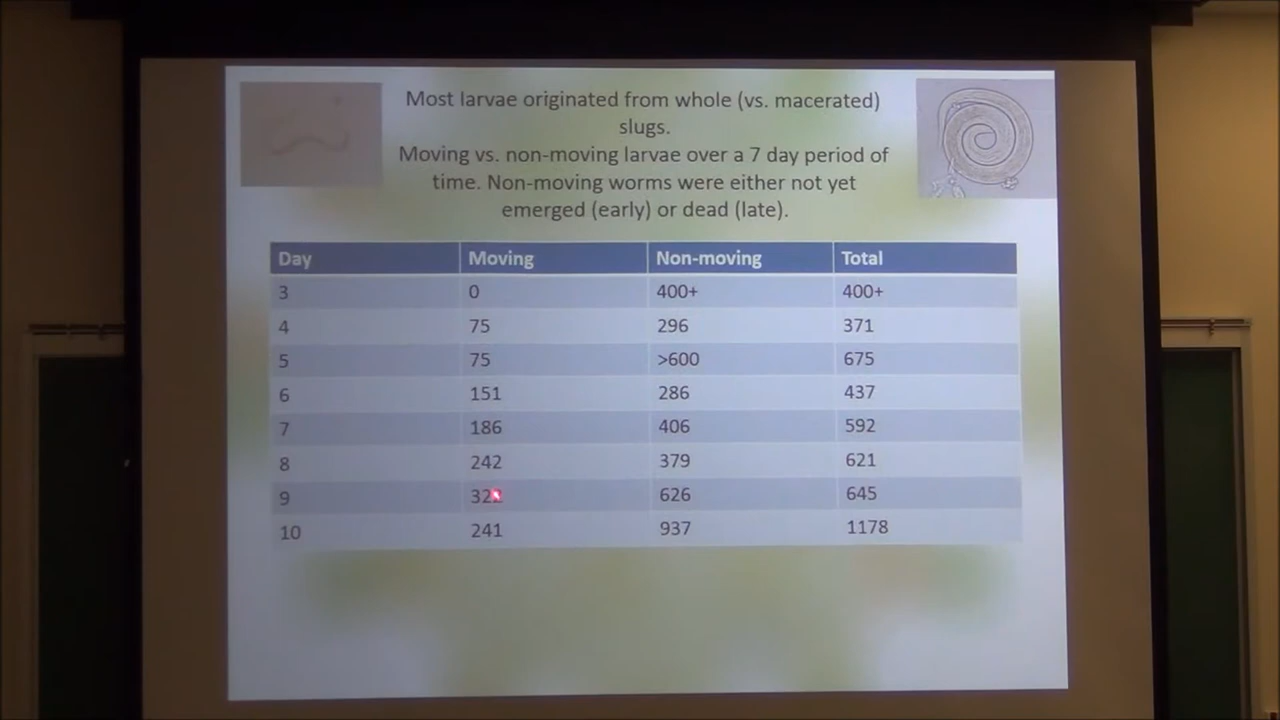 Most larvae originated from whole (vs. macerated)
slugs.
Moving vs. non-moving larvae over a 7 day period of
time. Non-moving worms were either not yet
emerged (early) or dead (late).
Day Moving Non-moving Total
3 0 400+ 400+
4 75 296 371
5 75 >600 675
6 151 286 437
7 186 406 592
8 242 379 621
9 626 645
10 241 937 1178